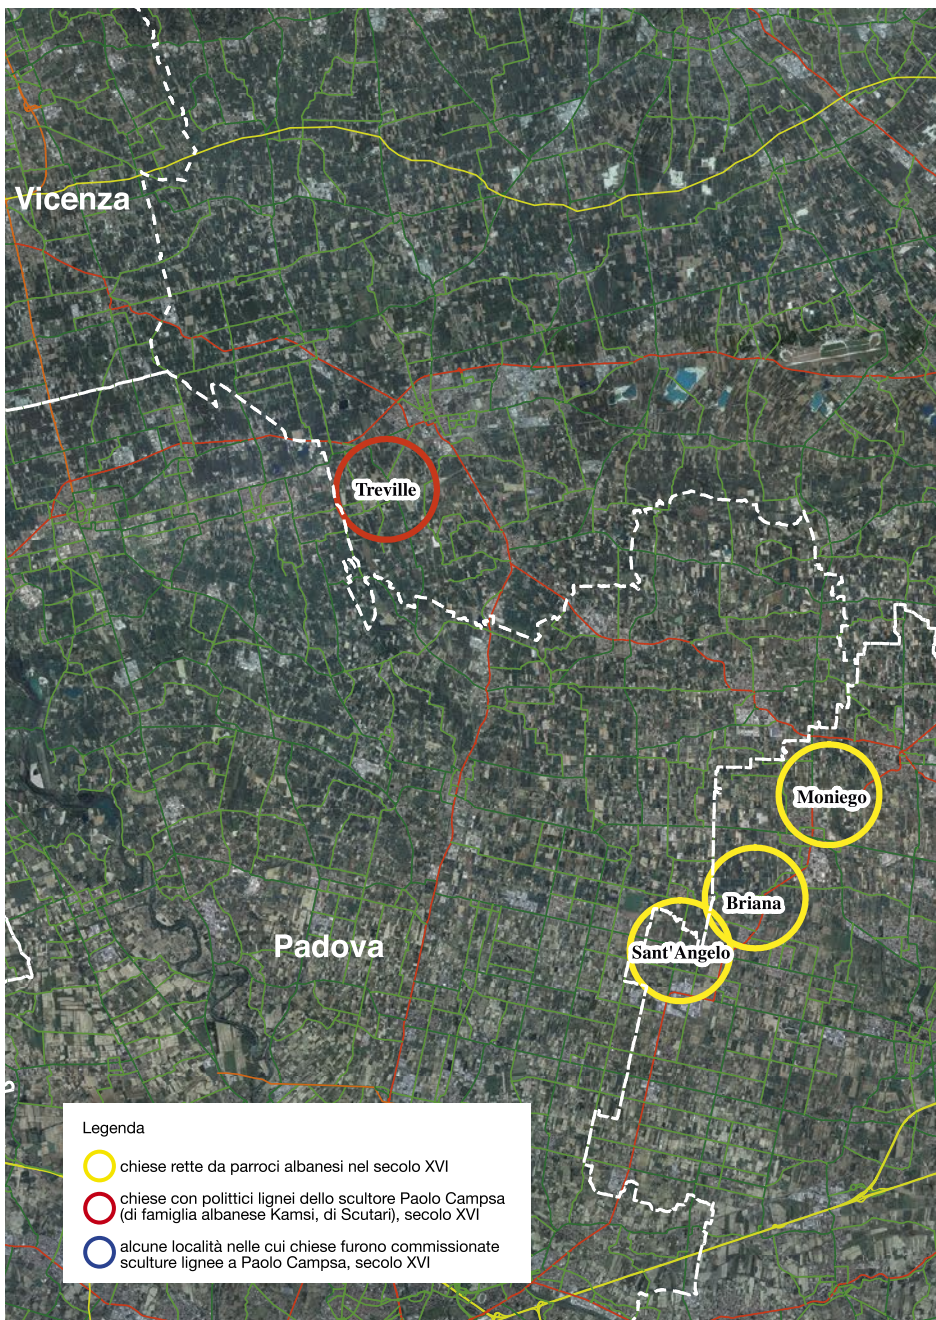 Vicenza
Treville
Moniego
Briana
Padova
Sant'Angelo
Legenda
chiese rette da parroci albanesi nel secolo XVI
chiese con polittici lignei dello scultore Paolo Campsa
(di famiglia albanese Kamsi, di Scutari), secolo XVI
alcune località nelle cui chiese furono commissionate
sculture lignee a Paolo Campsa, secolo XVI